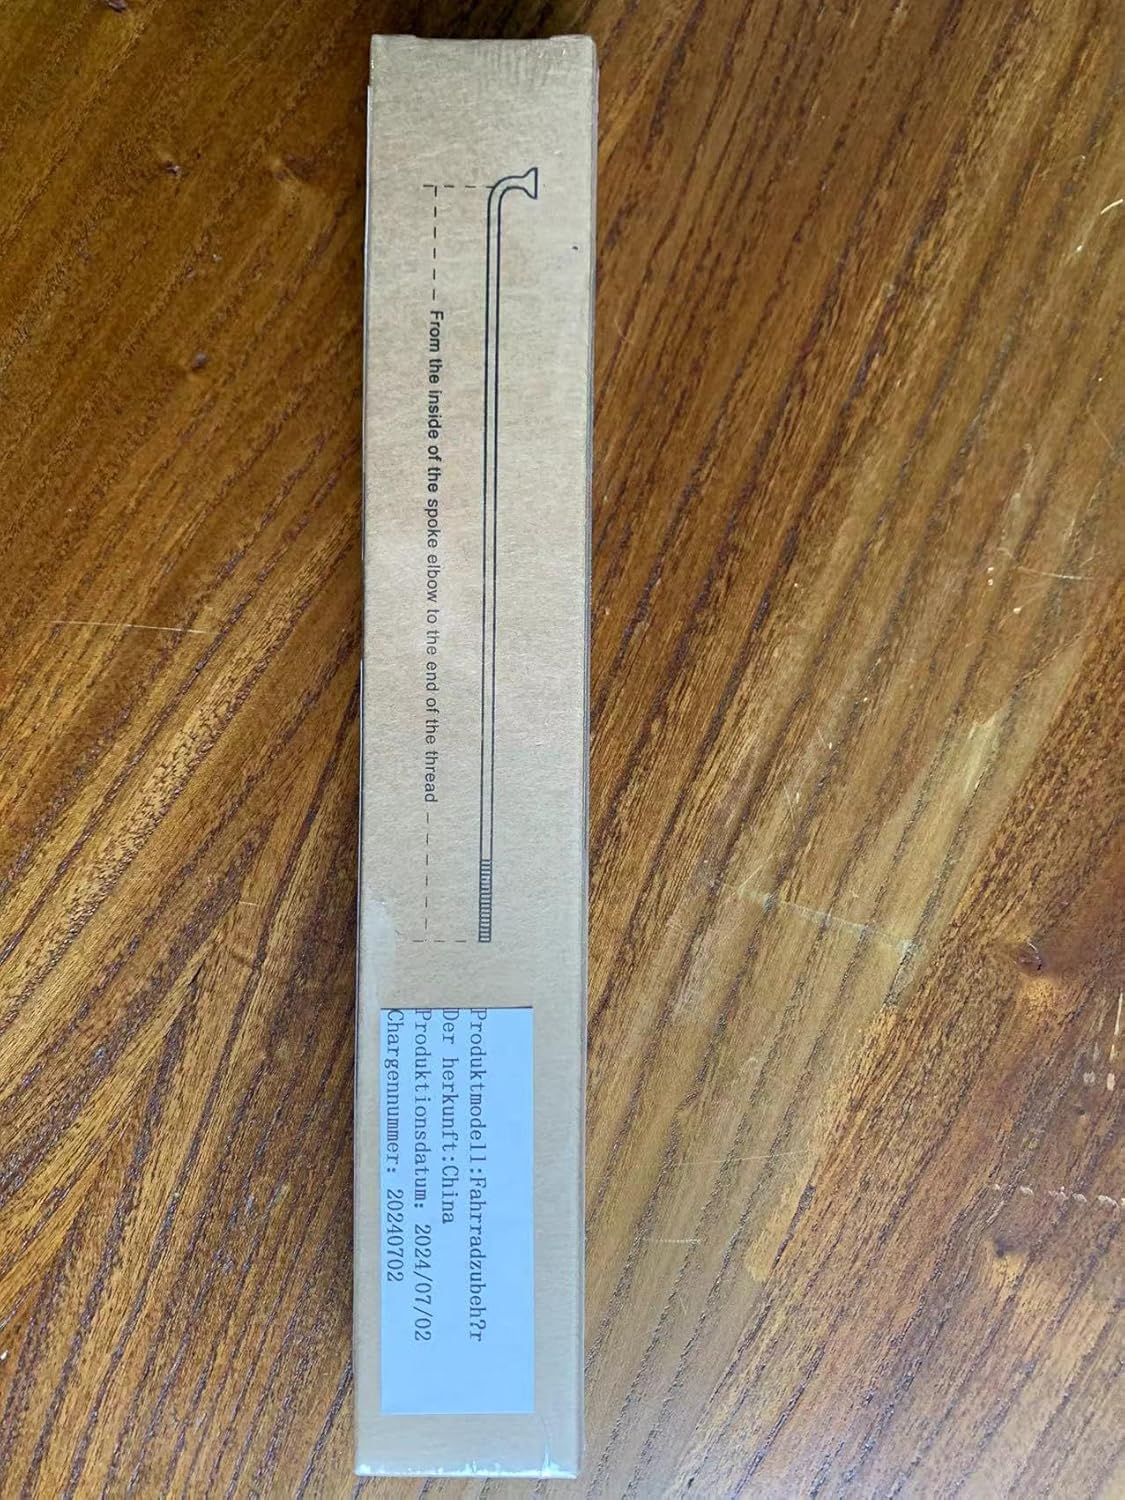 From the inside of the spoke elbow to the end of the thread
Produktmodell:Fahrradzubeh?r
Der herkunft:China
Produktionsdatum: 2024/07/02
Chargennummer: 20240702